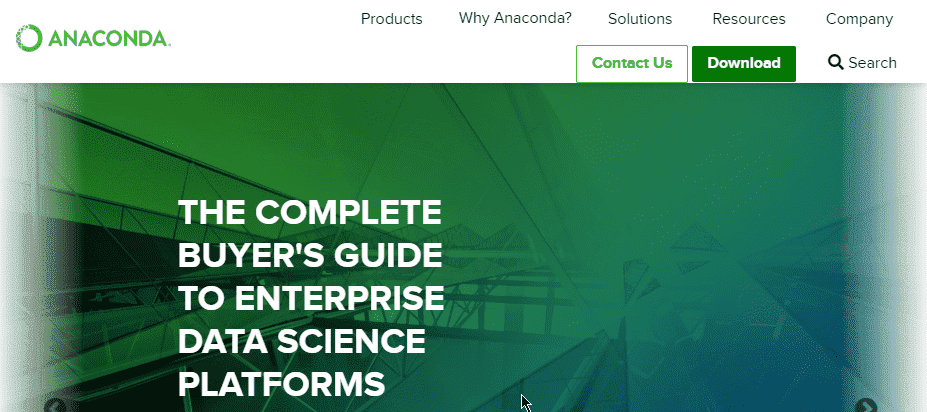 Products Why Anaconda? Solutions Resources Company
ANACONDA.
Contact Us Download Search
THE COMPLETE
BUYER'S GUIDE
TO ENTERPRISE
DATA SCIENCE
PLATFORMS